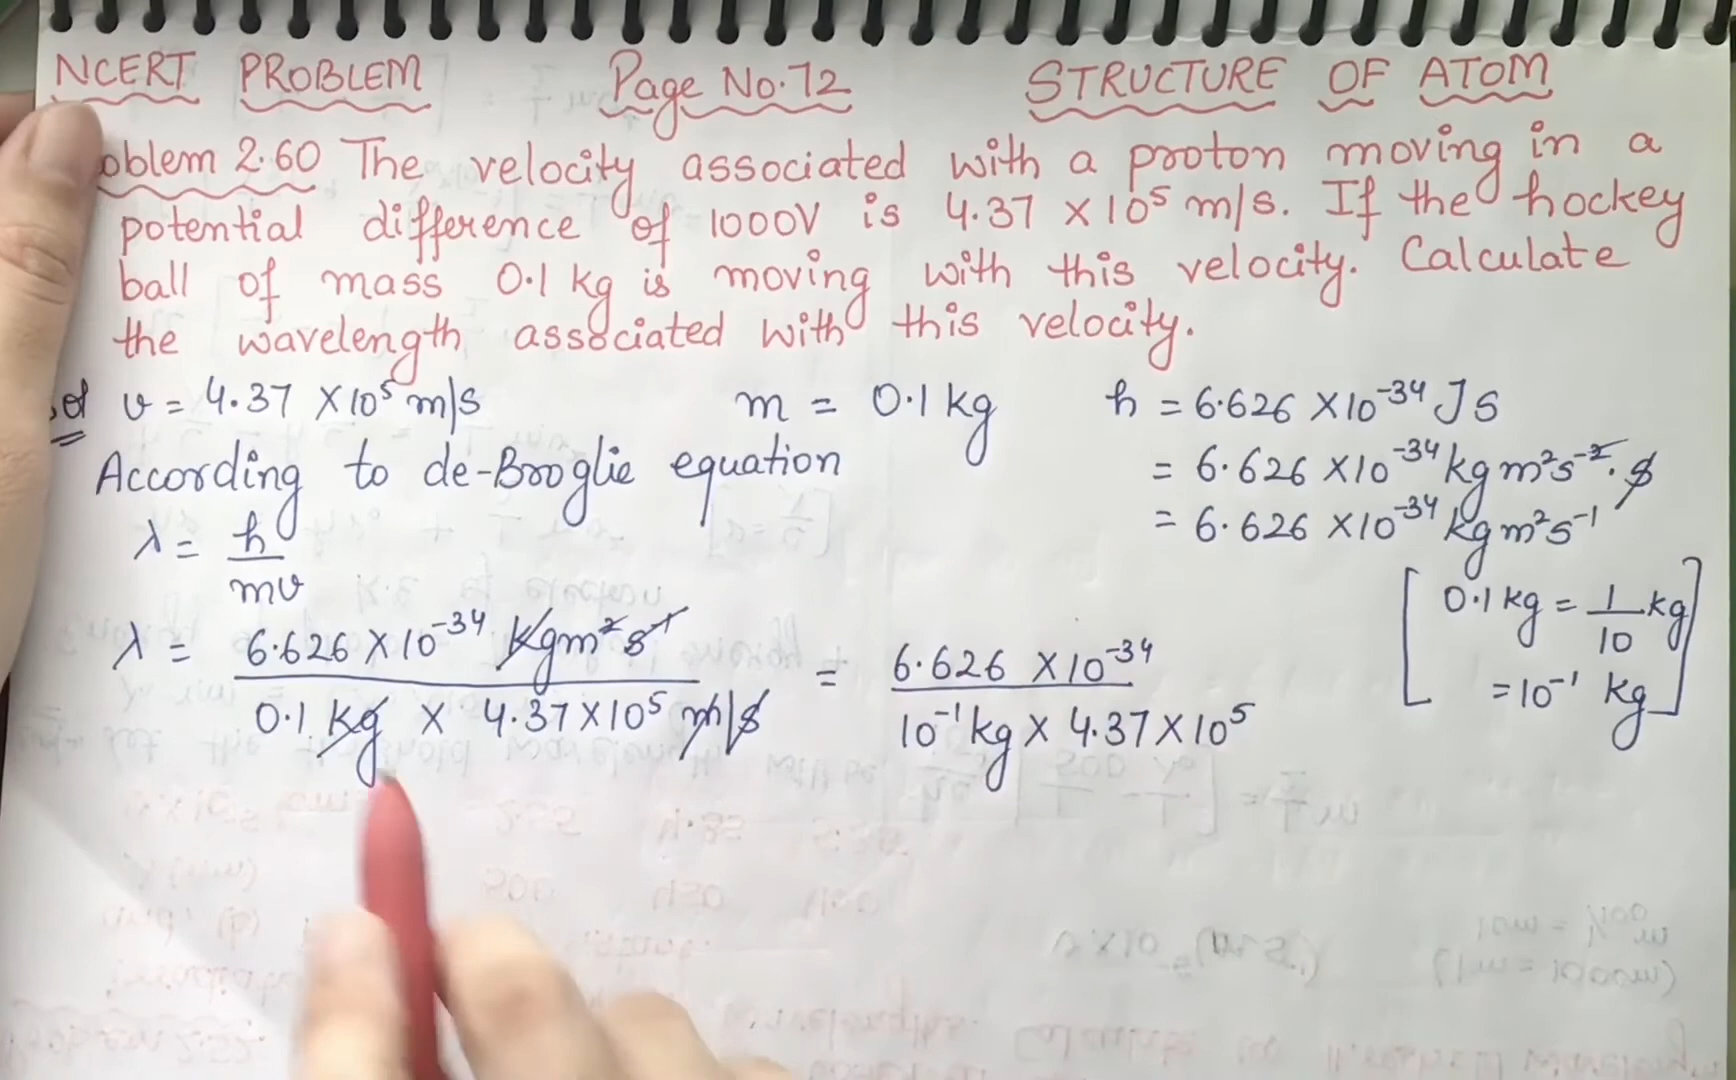 NCERT PROBLEM Page No.72 STRUCTURE OF ATOM
oblem 2.60 The velocity associated with a proton moving in a
potential difference of 1000V is 4.37 × 10⁵ m/s. If the hockey
ball of mass 0.1 kg is moving with this velocity. Calculate
the wavelength associated with this velocity.
v = 4.37 × 10⁵ m/s m = 0.1 kg h = 6.626 × 10⁻³⁴ J S
According to de-Broglie equation = 6.626 × 10⁻³⁴ kg m² s⁻². s
= 6.626 × 10⁻³⁴ kg m² s⁻¹
λ = h / mv
[0.1 kg = 1/10 kg
= 10⁻¹ kg]
λ = 6.626 × 10⁻³⁴ Kg m² s⁻¹ / 0.1 kg × 4.37 × 10⁵ m/s = 6.626 × 10⁻³⁴ / 10⁻¹ kg × 4.37 × 10⁵